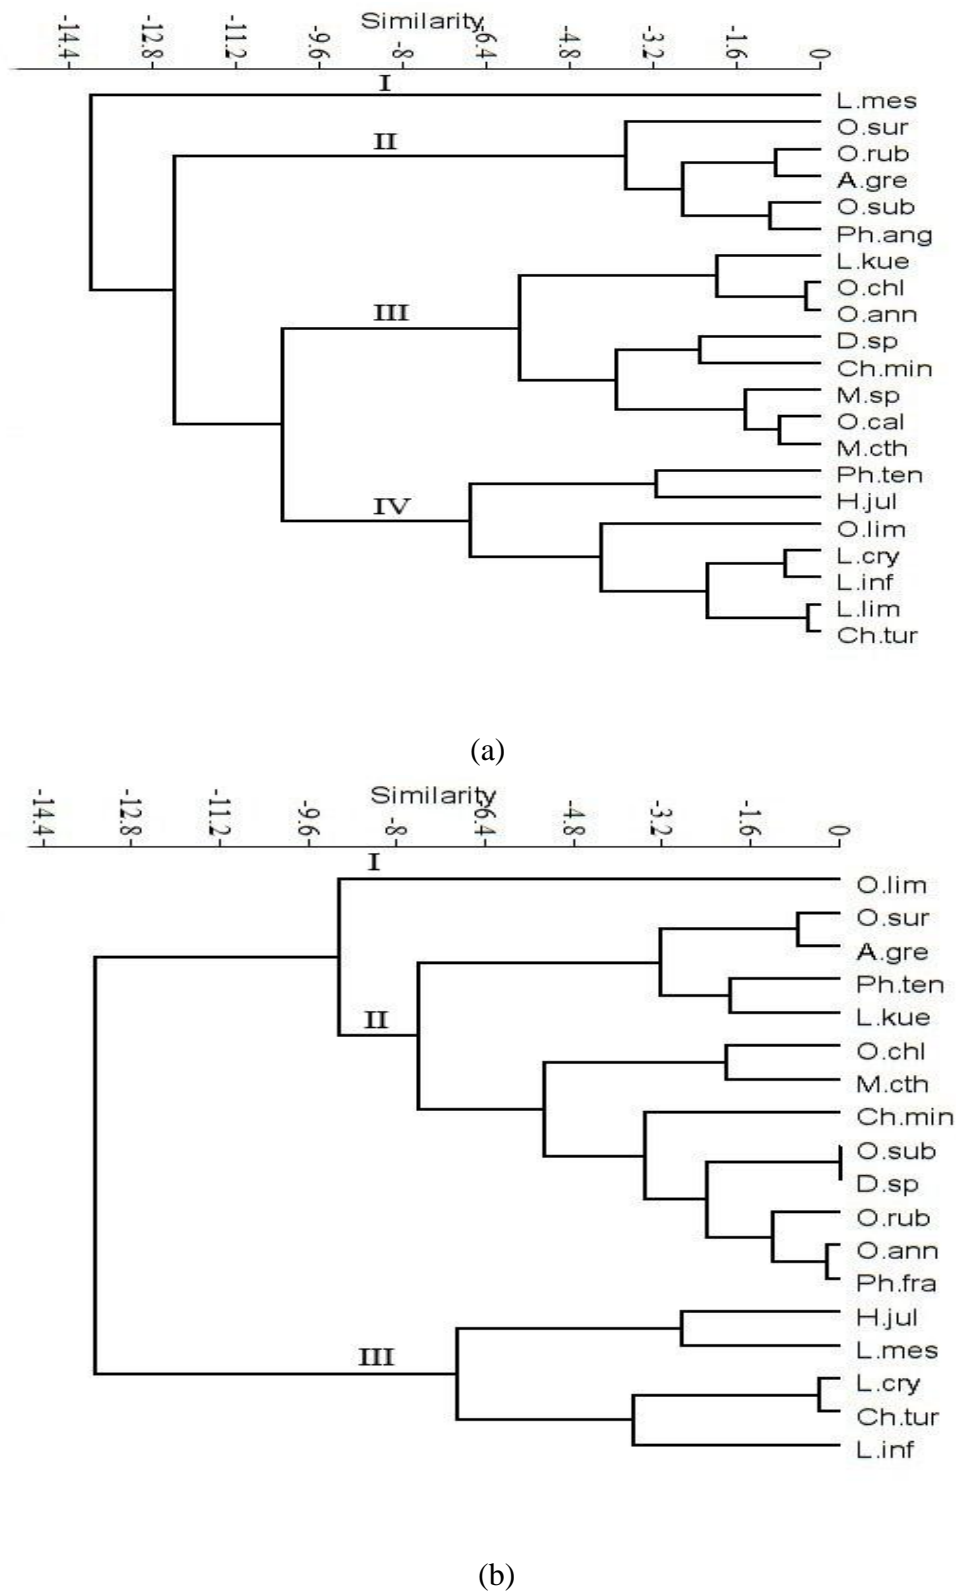 Similarity
-14.4 -12.8 -11.2 -9.6 -8 -6.4 -4.8 -3.2 -1.6 0
I
L.mes
O.sur
II
O.rub
A.gre
O.sub
Ph.ang
L.kue
O.chl
III
O.ann
D.sp
Ch.min
M.sp
O.cal
M.cth
Ph.ten
H.jul
IV
O.lim
L.cry
L.inf
L.lim
Ch.tur
(a)
Similarity
-14.4 -12.8 -11.2 -9.6 -8 -6.4 -4.8 -3.2 -1.6 0
I
O.lim
O.sur
A.gre
Ph.ten
II
L.kue
O.chl
M.cth
Ch.min
O.sub
D.sp
O.rub
O.ann
Ph.fra
H.jul
L.mes
III
L.cry
Ch.tur
L.inf
(b)